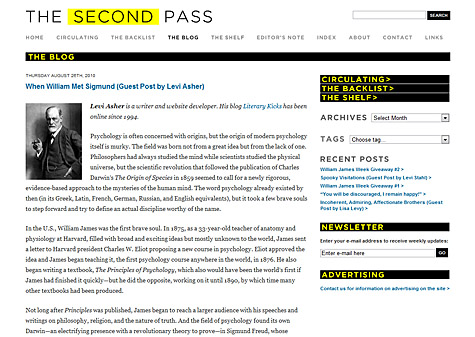 THE SECOND PASS
SEARCH
HOME CIRCULATING THE BACKLIST THE BLOG THE SHELF EDITOR'S NOTE INDEX ABOUT CONTACT LINKS
THE BLOG
THURSDAY AUGUST 26TH, 2010
When William Met Sigmund (Guest Post by Levi Asher)
Levi Asher is a writer and website developer. His blog Literary Kicks has been
online since 1994.
Psychology is often concerned with origins, but the origin of modern psychology
itself is murky. The field was born not from a great idea but from the lack of one.
Philosophers had always studied the mind while scientists studied the physical
universe, but the scientific revolution that followed the publication of Charles
Darwin's The Origin of Species in 1859 seemed to call for a newly rigorous,
evidence-based approach to the mysteries of the human mind. The word psychology already existed by
then (in its Greek, Latin, French, German, Russian, and English equivalents), but it took a few brave souls
to step forward and try to define an actual discipline worthy of the name.
In the U.S., William James was the first brave soul. In 1875, as a 33-year-old teacher of anatomy and
physiology at Harvard, filled with broad and exciting ideas but mostly unknown to the world, James sent
a letter to Harvard president Charles W. Eliot proposing a new course in psychology. Eliot approved the
idea and James began teaching it, the first psychology course anywhere in the world, in 1876. He also
began writing a textbook, The Principles of Psychology, which also would have been the world's first if
James had finished it quickly—but he did the opposite, working on it until 1890, by which time many
other textbooks had been produced.
Not long after Principles was published, James began to reach a larger audience with his speeches and
writings on philosophy, religion, and the nature of truth. And the field of psychology found its own
Darwin—an electrifying presence with a revolutionary theory to prove—in Sigmund Freud, whose
CIRCULATING>
THE BACKLIST>
THE SHELF>
ARCHIVES Select Month
TAGS Choose tag...
RECENT POSTS
William James Week Giveaway #2 >
Spooky Visitations (Guest Post by Levi Stahl) >
William James Week Giveaway #1 >
"You will be discouraged, I remain happy!" >
Incoherent, Admiring, Affectionate Brothers (Guest
Post by Lisa Levy) >
NEWSLETTER
Enter your e-mail address to receive weekly updates:
Enter e-mail here GO
ADVERTISING
Contact us for information on advertising on the site >